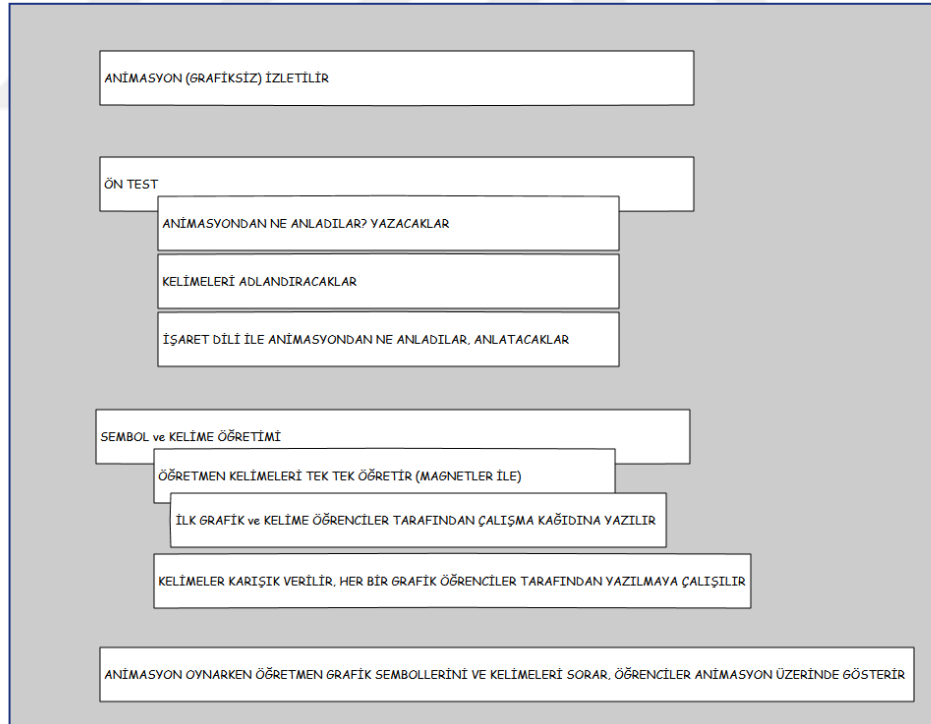 ANİMASYON (GRAFİKSİZ) İZLETİLİR
ÖN TEST
ANİMASYONDAN NE ANLADILAR? YAZACAKLAR
KELİMELERİ ADLANDIRACAKLAR
İŞARET DİLİ İLE ANİMASYONDAN NE ANLADILAR, ANLATACAKLAR
SEMBOL ve KELİME ÖĞRETİMİ
ÖĞRETMEN KELİMELERİ TEK TEK ÖĞRETİR (MAGNETLER İLE)
İLK GRAFİK ve KELİME ÖĞRENCİLER TARAFINDAN ÇALIŞMA KAĞIDINA YAZILIR
KELİMELER KARIŞIK VERİLİR, HER BİR GRAFİK ÖĞRENCİLER TARAFINDAN YAZILMAYA ÇALIŞILIR
ANİMASYON OYNARKEN ÖĞRETMEN GRAFİK SEMBOLLERİNİ VE KELİMELERİ SORAR, ÖĞRENCİLER ANİMASYON ÜZERİNDE GÖSTERİR